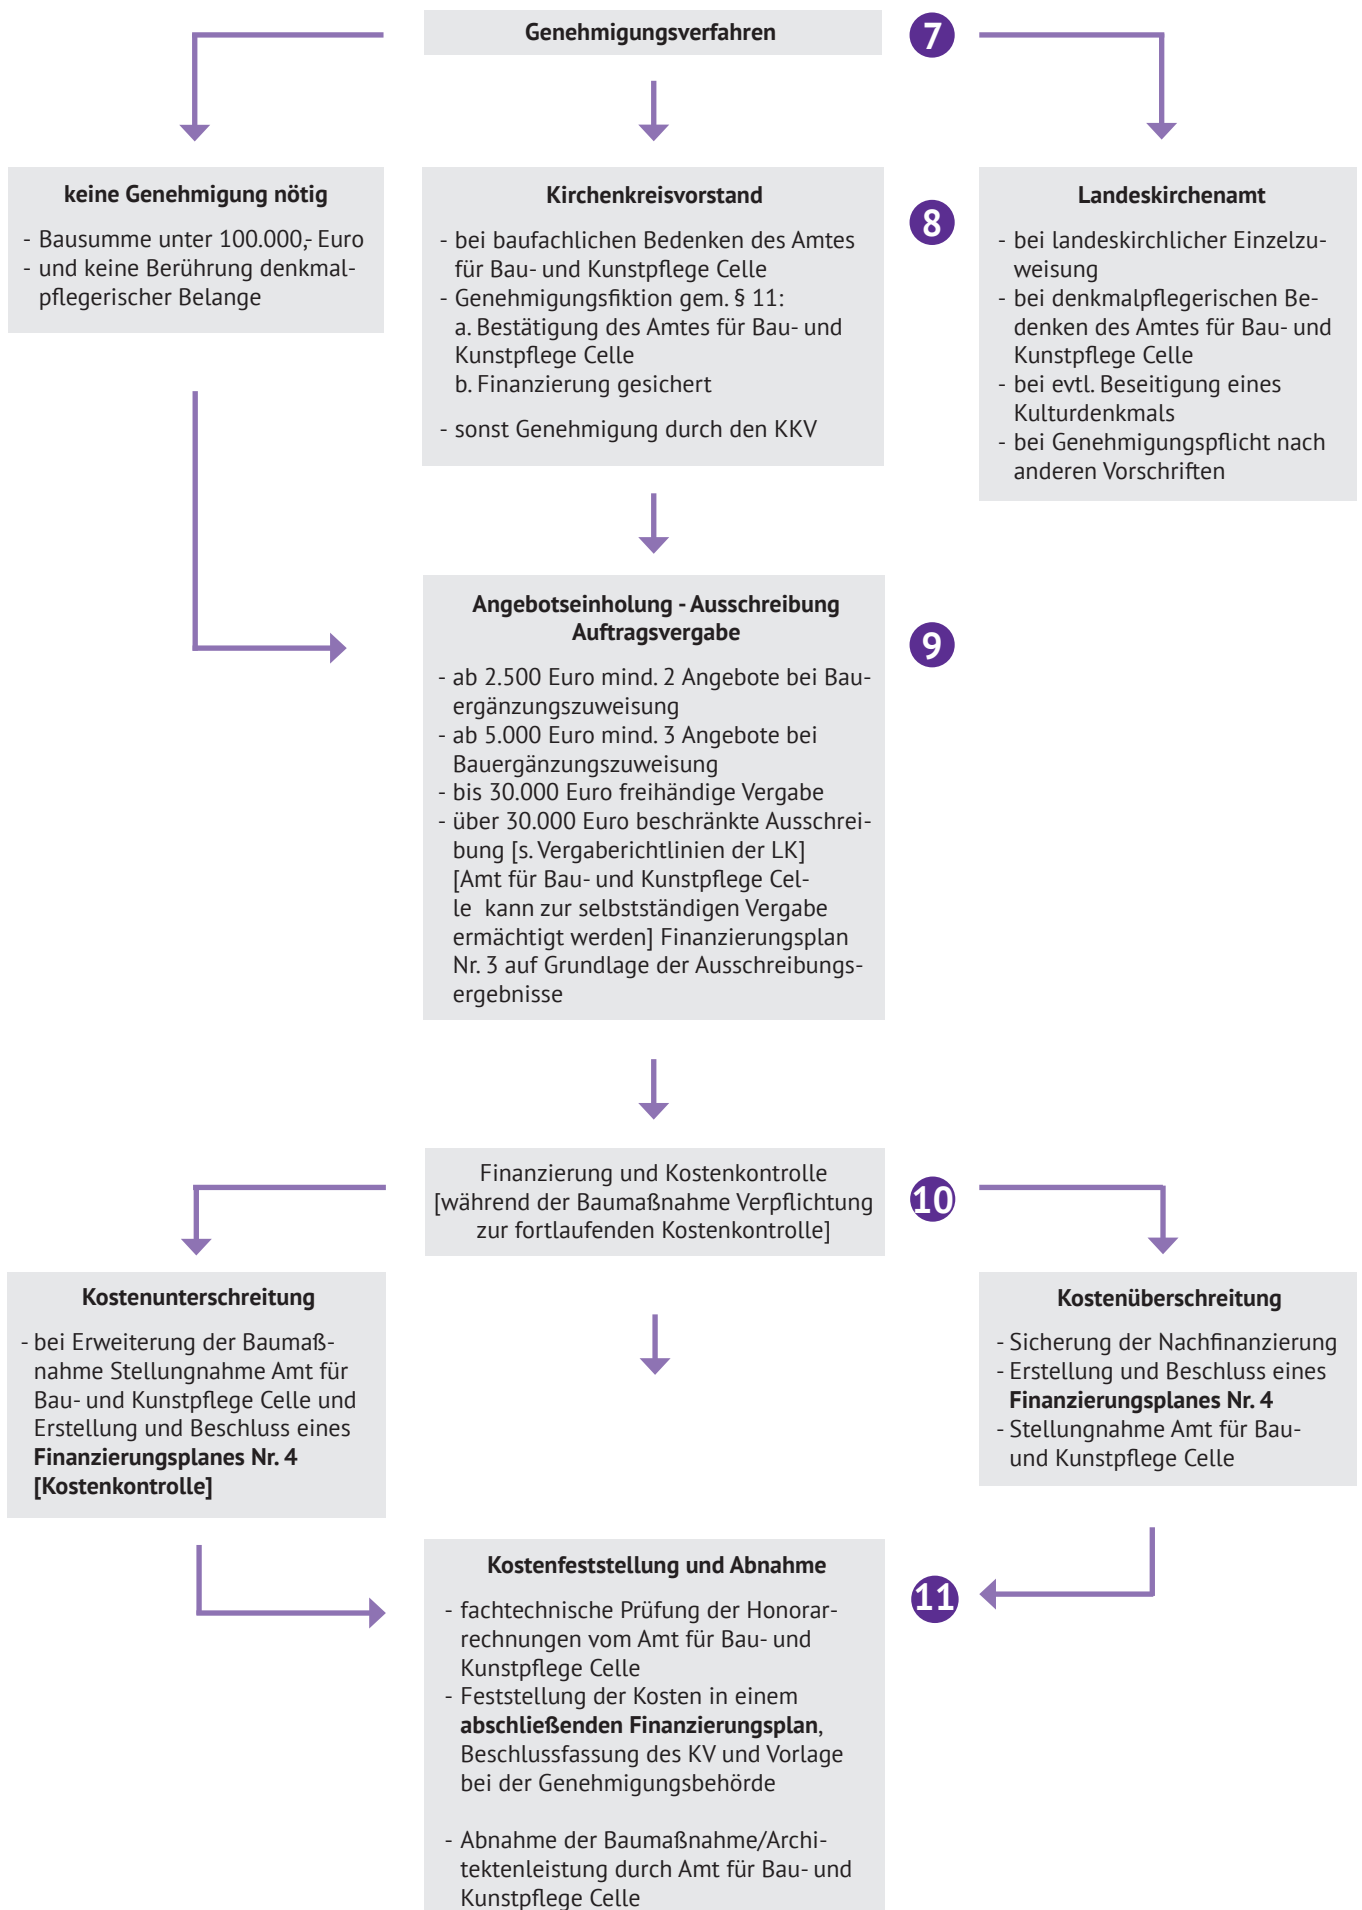 Genehmigungsverfahren
7
keine Genehmigung nötig
- Bausumme unter 100.000,- Euro
- und keine Berührung denkmal-
pflegerischer Belange
Kirchenkreisvorstand
- bei baufachlichen Bedenken des Amtes
für Bau- und Kunstpflege Celle
- Genehmigungsfiktion gem. § 11:
a. Bestätigung des Amtes für Bau- und
Kunstpflege Celle
b. Finanzierung gesichert
- sonst Genehmigung durch den KKV
8
Landeskirchenamt
- bei landeskirchlicher Einzelzu-
weisung
- bei denkmalpflegerischen Be-
denken des Amtes für Bau- und
Kunstpflege Celle
- bei evtl. Beseitigung eines
Kulturdenkmals
- bei Genehmigungspflicht nach
anderen Vorschriften
Angebotseinholung - Ausschreibung
Auftragsvergabe
- ab 2.500 Euro mind. 2 Angebote bei Bau-
ergänzungszuweisung
- ab 5.000 Euro mind. 3 Angebote bei
Bauergänzungszuweisung
- bis 30.000 Euro freihändige Vergabe
- über 30.000 Euro beschränkte Ausschrei-
bung [s. Vergaberichtlinien der LK]
[Amt für Bau- und Kunstpflege Cel-
le kann zur selbstständigen Vergabe
ermächtigt werden] Finanzierungsplan
Nr. 3 auf Grundlage der Ausschreibungs-
ergebnisse
9
Finanzierung und Kostenkontrolle
[während der Baumaßnahme Verpflichtung
zur fortlaufenden Kostenkontrolle]
10
Kostenunterschreitung
- bei Erweiterung der Baumaß-
nahme Stellungnahme Amt für
Bau- und Kunstpflege Celle und
Erstellung und Beschluss eines
Finanzierungsplanes Nr. 4
[Kostenkontrolle]
Kostenüberschreitung
- Sicherung der Nachfinanzierung
- Erstellung und Beschluss eines
Finanzierungsplanes Nr. 4
- Stellungnahme Amt für Bau-
und Kunstpflege Celle
Kostenfeststellung und Abnahme
- fachtechnische Prüfung der Honorar-
rechnungen vom Amt für Bau- und
Kunstpflege Celle
- Feststellung der Kosten in einem
abschließenden Finanzierungsplan,
Beschlussfassung des KV und Vorlage
bei der Genehmigungsbehörde
- Abnahme der Baumaßnahme/Archi-
tektenleistung durch Amt für Bau- und
Kunstpflege Celle
11